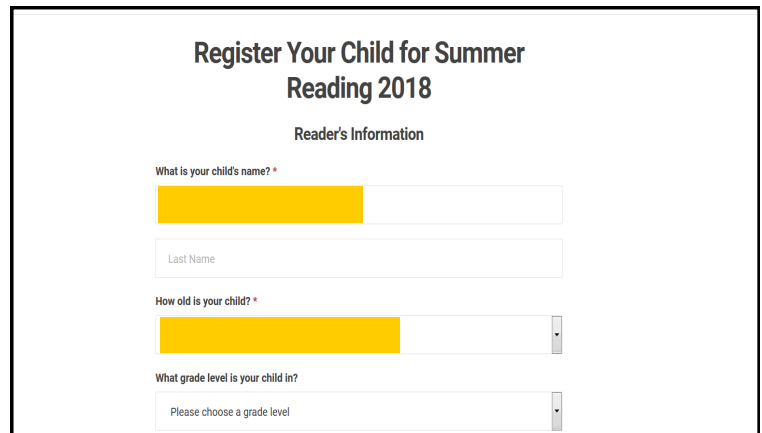 Register Your Child for Summer
Reading 2018
Reader's Information
What is your child's name? *
Last Name
How old is your child? *
What grade level is your child in?
Please choose a grade level